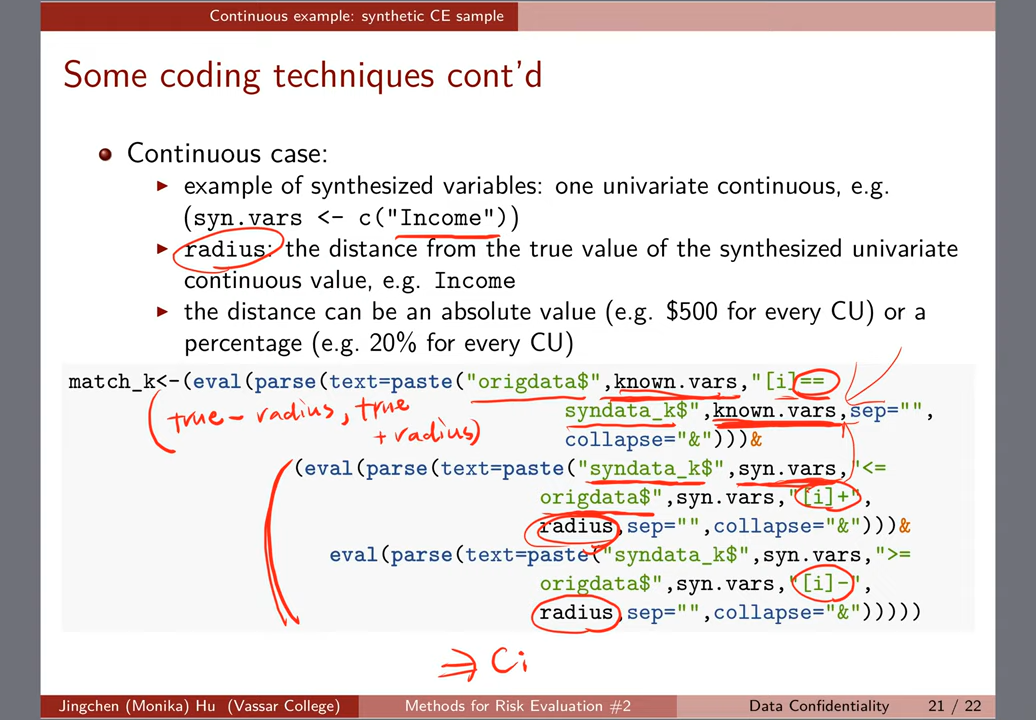 Continuous example: synthetic CE sample
Some coding techniques cont'd
Continuous case:
example of synthesized variables: one univariate continuous, e.g.
(syn.vars <- c("Income"))
radius: the distance from the true value of the synthesized univariate
continuous value, e.g. Income
the distance can be an absolute value (e.g. $500 for every CU) or a
percentage (e.g. 20% for every CU)
match_k<-(eval(parse(text=paste("origdata$",known.vars,"[i]==
syndata_k$",known.vars,sep="",
collapse="&")))&
(true - radius, true
+ radius)
(eval(parse(text=paste("syndata_k$",syn.vars,"<=
origdata$",syn.vars,"[i]+",
radius,sep="",collapse="&")))&
eval(parse(text=paste("syndata_k$",syn.vars,">=
origdata$",syn.vars,"[i]-",
radius,sep="",collapse="&")))))
⇒ Ci
Jingchen (Monika) Hu (Vassar College) Methods for Risk Evaluation #2 Data Confidentiality 21 / 22